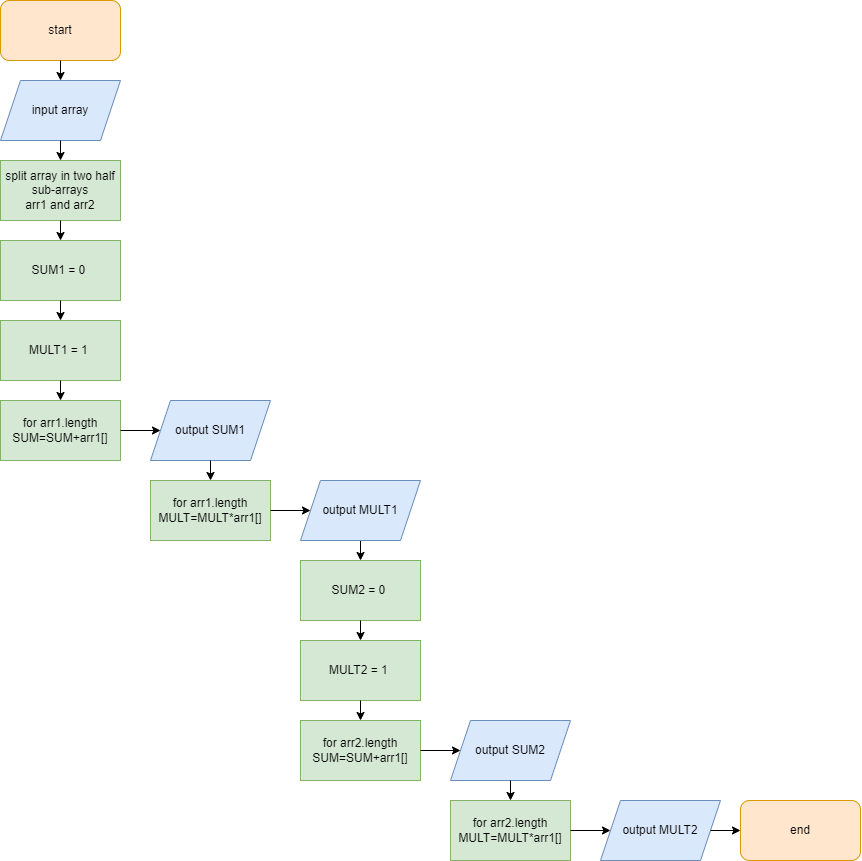 start
input array
split array in two half
sub-arrays
arr1 and arr2
SUM1 = 0
MULT1 = 1
for arr1.length
SUM=SUM+arr1[]
output SUM1
for arr1.length
MULT=MULT*arr1[]
output MULT1
SUM2 = 0
MULT2 = 1
for arr2.length
SUM=SUM+arr1[]
output SUM2
for arr2.length
MULT=MULT*arr1[]
output MULT2
end